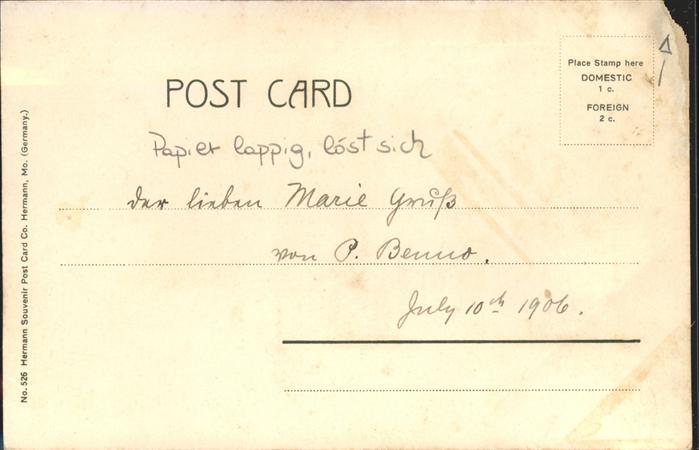 Place Stamp here
DOMESTIC
1 c.
FOREIGN
2 c.
POST CARD
Papier lappig, löst sich
der lieben Marie Gruß
von P. Benno.
July 10th 1906.
No. 526 Hermann Souvenir Post Card Co. Hermann, Mo. (Germany.)